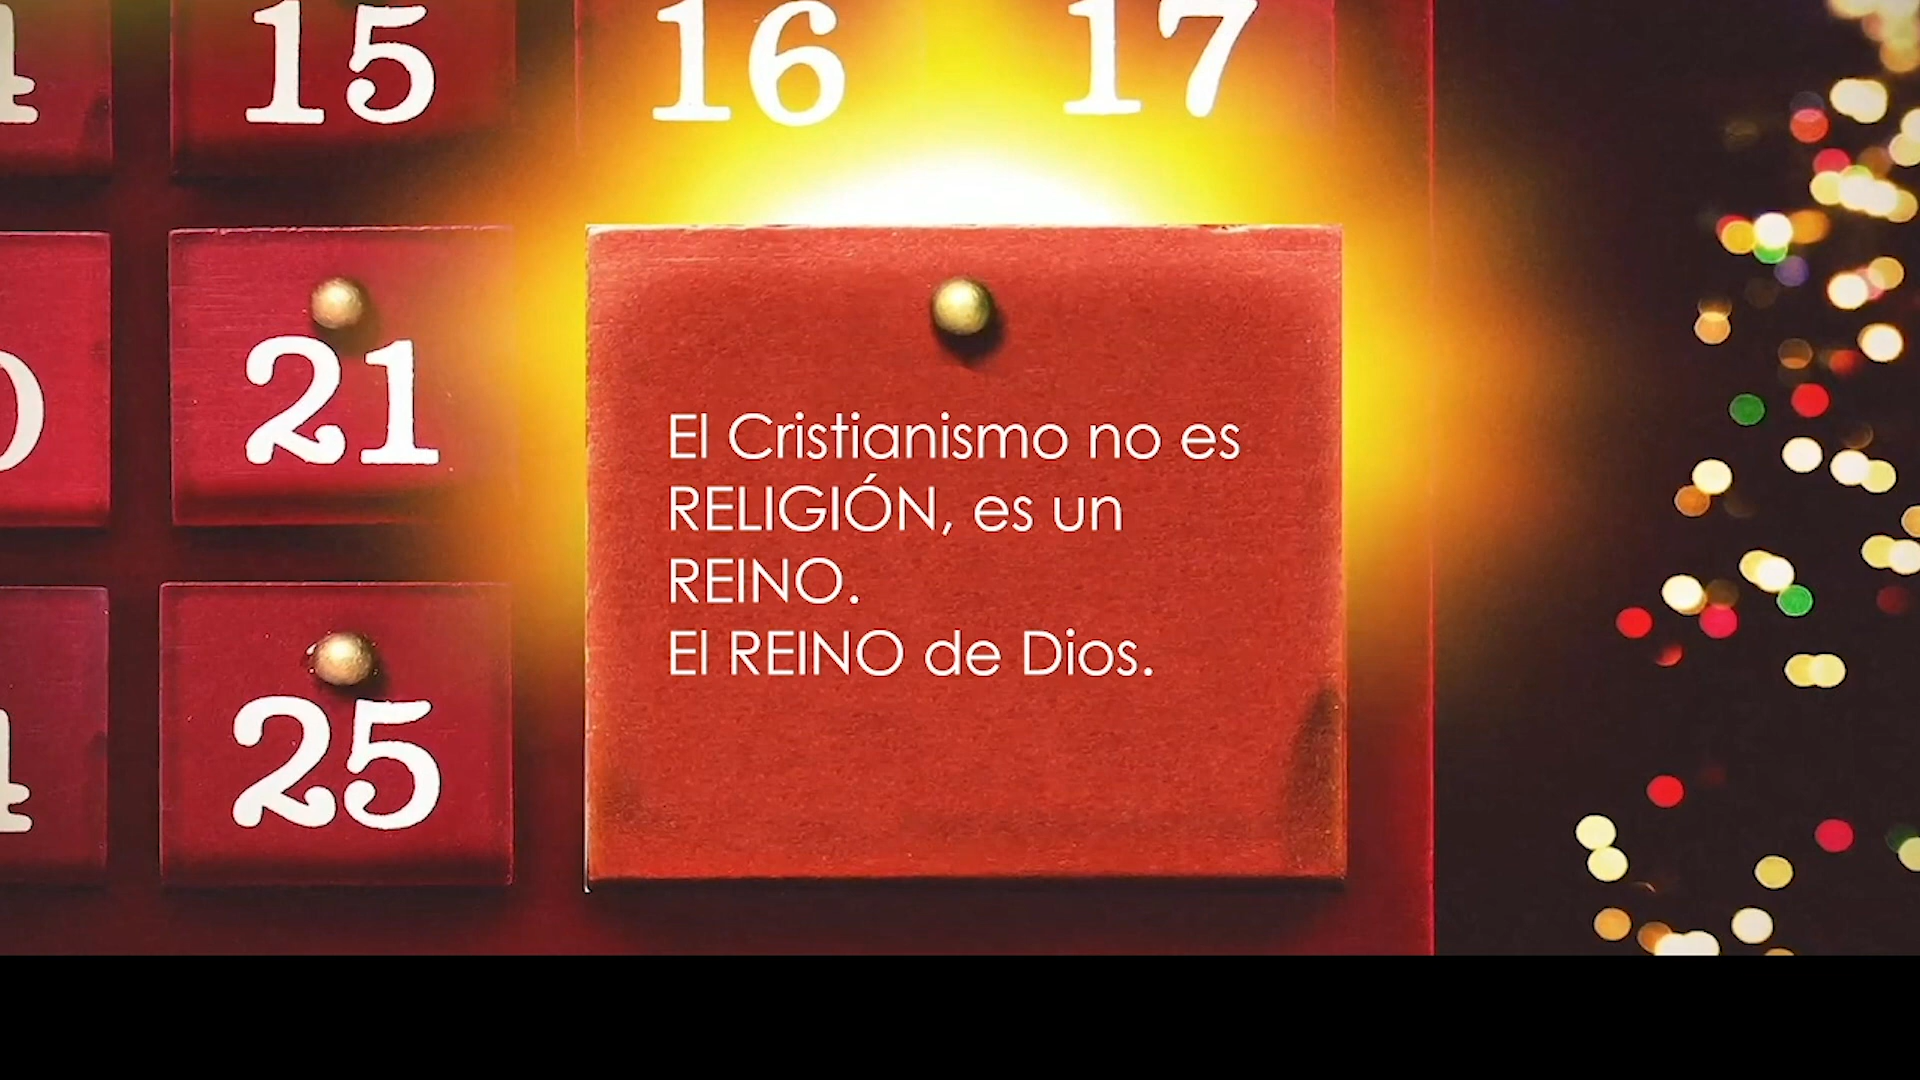 15 16 17
21
El Cristianismo no es
RELIGIÓN, es un
REINO.
El REINO de Dios.
25